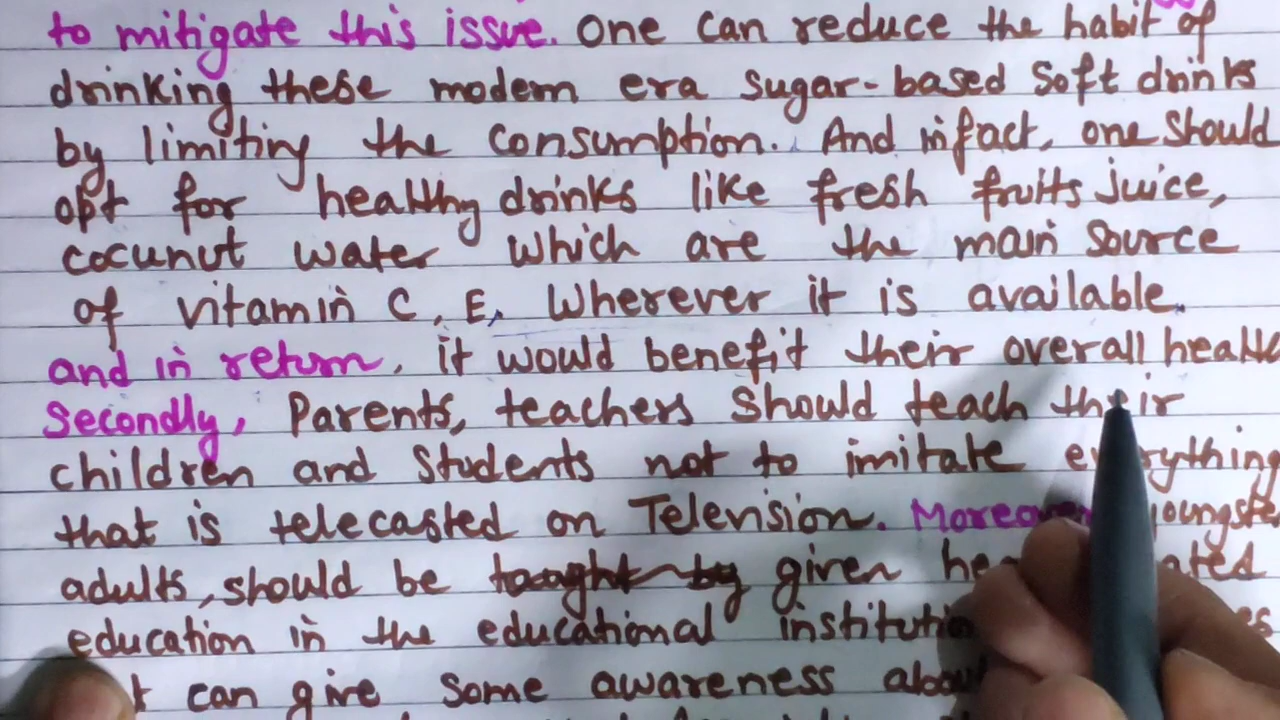 to mitigate this issue. One can reduce the habit of
drinking these modern era sugar-based Soft drinks
by limiting the consumption. And infact, one Should
opt for healthy drinks like fresh fruits juice,
cocunut water which are the main source
of vitamin C, E, Wherever it is available.
and in return, it would benefit their overall health
Secondly, Parents, teachers Should teach their
children and Students not to imitate everything
that is telecasted on Television. Moreover
adults, should be given
education in the educational
can give some awareness